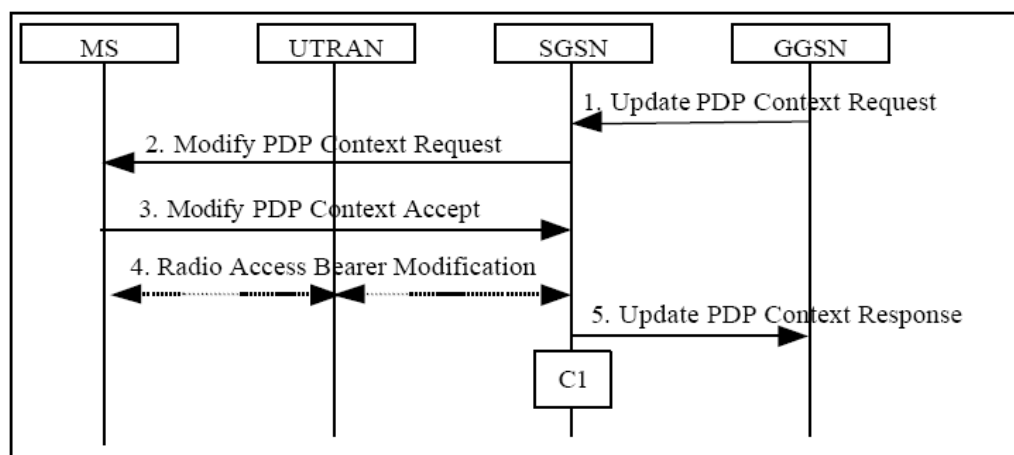 MS
UTRAN
SGSN
GGSN
1. Update PDP Context Request
2. Modify PDP Context Request
3. Modify PDP Context Accept
4. Radio Access Bearer Modification
5. Update PDP Context Response
C1